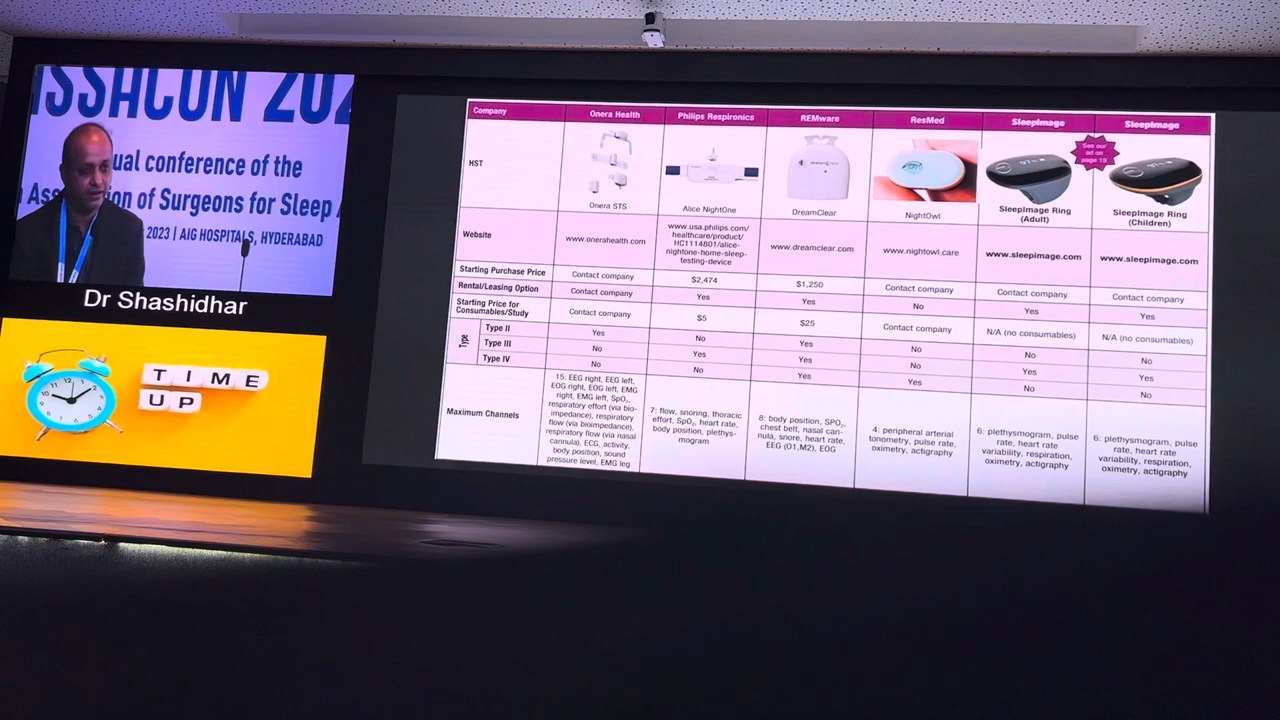 ISSACON 202
ual conference of the
Ass on of Surgeons for Sleep A
2023 | AIG HOSPITALS, HYDERABAD
Dr Shashidhar
TIME
UP
Company Onera Health Philips Respironics REMware ResMed SleepImage SleepImage
See our
ad on
page 19
HST
Onera STS Alice NightOne DreamClear NightOwl SleepImage Ring
(Adult) SleepImage Ring
(Children)
Website www.onerahealth.com www.usa.philips.com/
healthcare/product/
HC1114801/alice-
nightone-home-sleep-
testing-device www.dreamclear.com www.nightowl.care www.sleepimage.com www.sleepimage.com
Starting Purchase Price Contact company $2,474 $1,250 Contact company Contact company Contact company
Rental/Leasing Option Contact company Yes Yes No Yes Yes
Starting Price for
Consumables/Study Contact company $5 $25 Contact company N/A (no consumables) N/A (no consumables)
Type
Type II Yes No Yes No No No
Type III No Yes Yes No Yes Yes
Type IV No No Yes Yes No No
Maximum Channels
15: EEG right, EEG left,
EOG right, EOG left, EMG
right, EMG left, SpO2,
respiratory effort (via bio-
impedance), respiratory
flow (via bioimpedance),
respiratory flow (via nasal
cannula), ECG, activity,
body position, sound
pressure level, EMG leg
7: flow, snoring, thoracic
effort, SpO2, heart rate,
body position, plethys-
mogram
8: body position, SPO2,
chest belt, nasal can-
nula, snore, heart rate,
EEG (O1,M2), EOG
4: peripheral arterial
tonometry, pulse rate,
oximetry, actigraphy
6: plethysmogram, pulse
rate, heart rate
variability, respiration,
oximetry, actigraphy
6: plethysmogram, pulse
rate, heart rate
variability, respiration,
oximetry, actigraphy